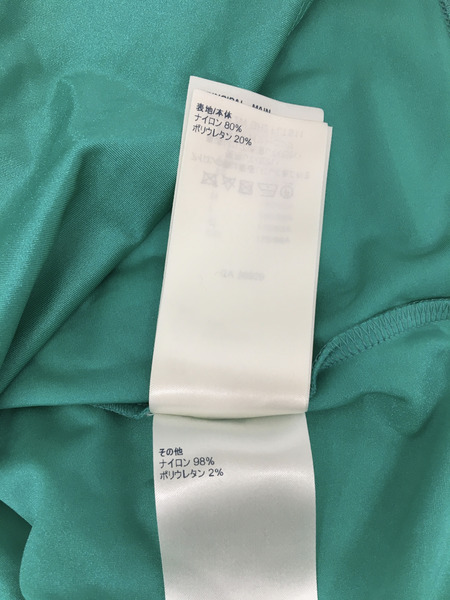 表地/本体
ナイロン 80%
ポリウレタン 20%
その他
ナイロン 98%
ポリウレタン 2%